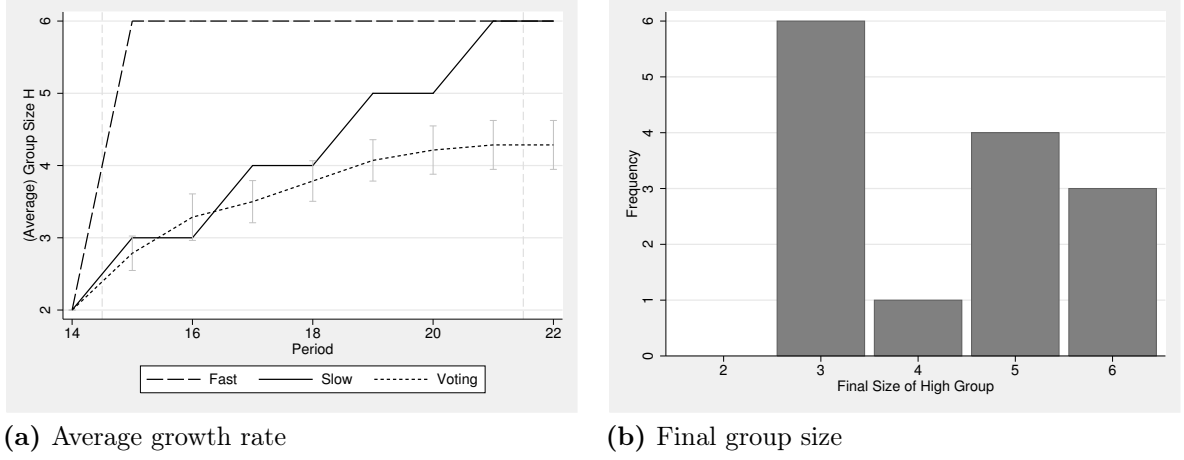 (Average) Group Size H
6
5
4
3
2
14 16 18 20 22
Period
Fast Slow Voting
(a) Average growth rate
Frequency
6
5
4
3
2
1
0
2 3 4 5 6
Final Size of High Group
(b) Final group size